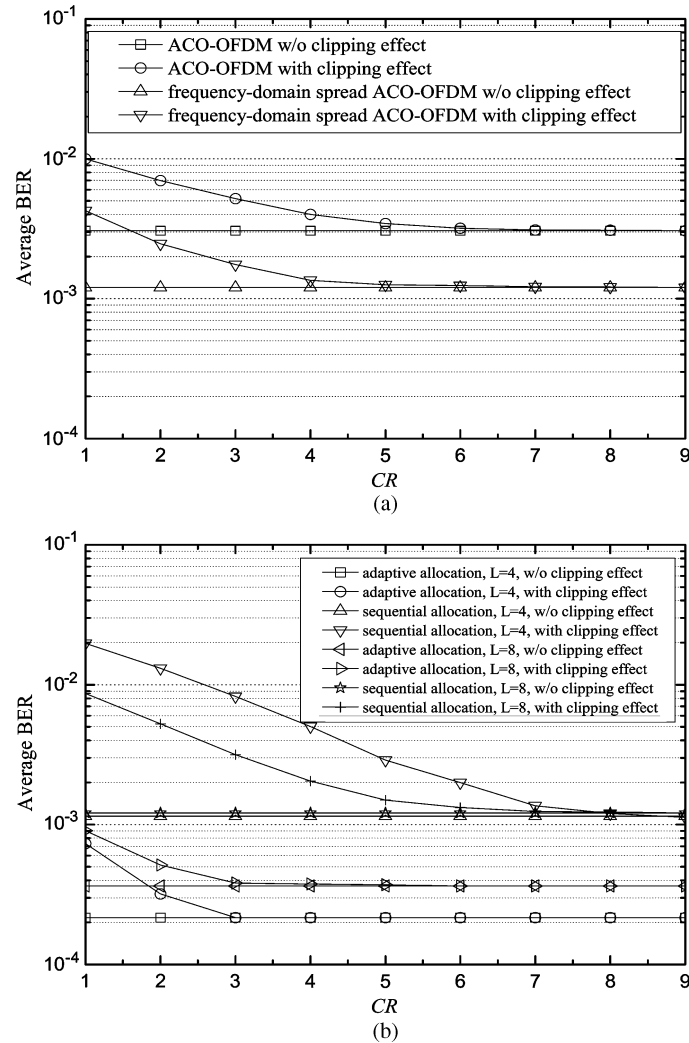 10-1
ACO-OFDM w/o clipping effect
ACO-OFDM with clipping effect
frequency-domain spread ACO-OFDM w/o clipping effect
frequency-domain spread ACO-OFDM with clipping effect
10-2
Average BER
10-3
10-4
1 2 3 4 5 6 7 8 9
CR
(a)
10-1
adaptive allocation, L=4, w/o clipping effect
adaptive allocation, L=4, with clipping effect
sequential allocation, L=4, w/o clipping effect
sequential allocation, L=4, with clipping effect
adaptive allocation, L=8, w/o clipping effect
adaptive allocation, L=8, with clipping effect
sequential allocation, L=8, w/o clipping effect
sequential allocation, L=8, with clipping effect
10-2
Average BER
10-3
10-4
1 2 3 4 5 6 7 8 9
CR
(b)